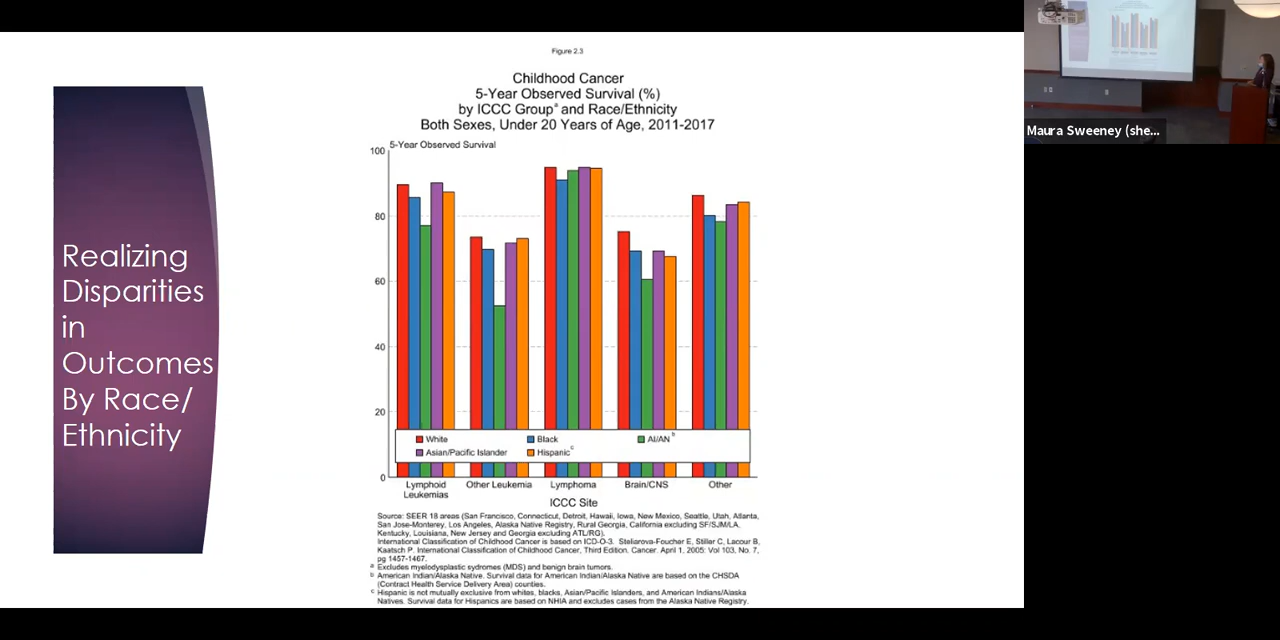 Realizing
Disparities
in
Outcomes
By Race/
Ethnicity
Figure 2.3
Childhood Cancer
5-Year Observed Survival (%)
by ICCC Groupᵃ and Race/Ethnicity
Both Sexes, Under 20 Years of Age, 2011-2017
5-Year Observed Survival
100
80
60
40
20
0
White
Black
AI/AN ᵇ
Asian/Pacific Islander
Hispanic ᶜ
Lymphoid
Leukemias
Other Leukemia
Lymphoma
Brain/CNS
Other
ICCC Site
Source: SEER 18 areas (San Francisco, Connecticut, Detroit, Hawaii, Iowa, New Mexico, Seattle, Utah, Atlanta,
San Jose-Monterey, Los Angeles, Alaska Native Registry, Rural Georgia, California excluding SF/SJM/LA,
Kentucky, Louisiana, New Jersey and Georgia excluding ATL/RG).
International Classification of Childhood Cancer is based on ICD-O-3. Steliarova-Foucher E, Stiller C, Lacour B,
Kaatsch P. International Classification of Childhood Cancer, Third Edition. Cancer. April 1, 2005: Vol 103, No. 7,
pg 1457-1467.
ᵃ Excludes myelodysplastic sydromes (MDS) and benign brain tumors.
ᵇ American Indian/Alaska Native. Survival data for American Indian/Alaska Native are based on the CHSDA
(Contract Health Service Delivery Area) counties.
ᶜ Hispanic is not mutually exclusive from whites, blacks, Asian/Pacific Islanders, and American Indians/Alaska
Natives. Survival data for Hispanics are based on NHIA and excludes cases from the Alaska Native Registry.
Maura Sweeney (she...